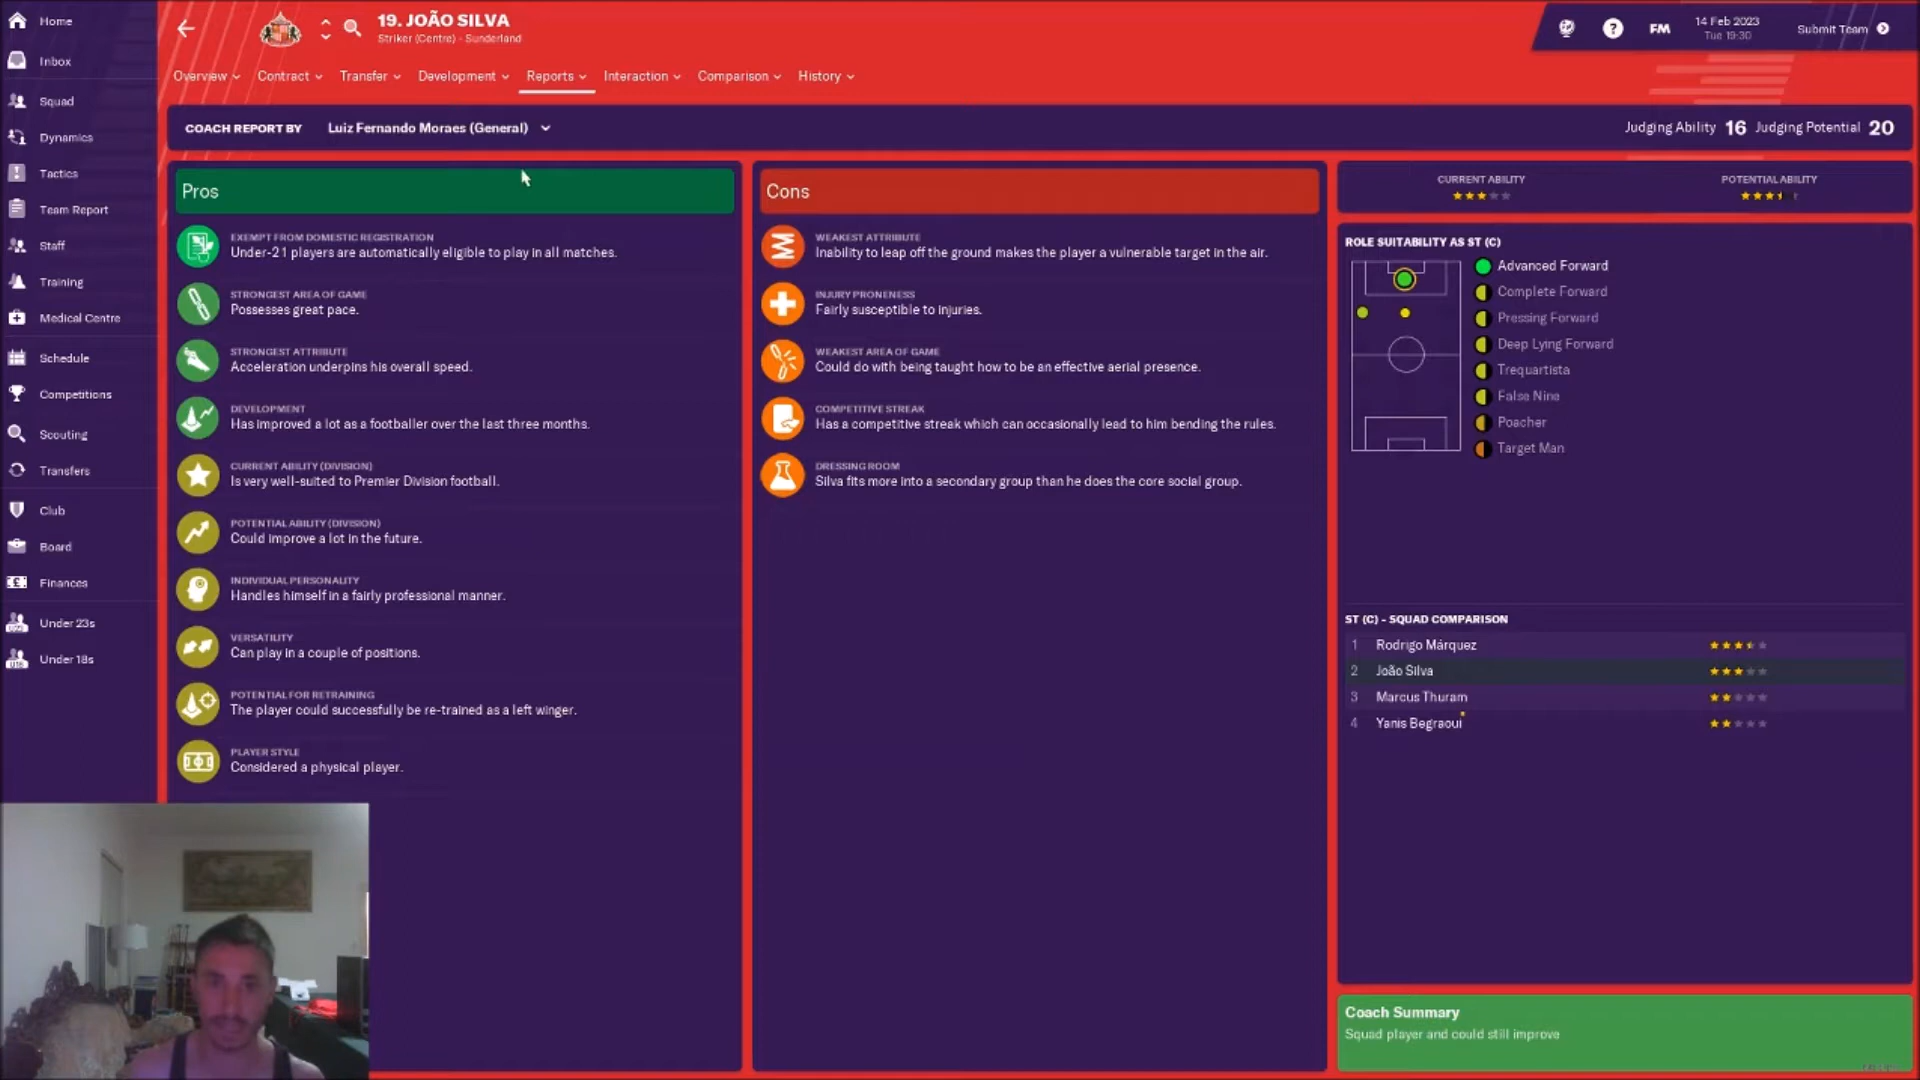 Home
Inbox
Squad
Dynamics
Tactics
Team Report
Staff
Training
Medical Centre
Schedule
Competitions
Scouting
Transfers
Club
Board
Finances
Under 23s
Under 18s
19. JOÃO SILVA
Striker (Centre) - Sunderland
FM
14 Feb 2023
Tue 19:30
Submit Team
Overview
Contract
Transfer
Development
Reports
Interaction
Comparison
History
COACH REPORT BY Luiz Fernando Moraes (General)
Judging Ability 16 Judging Potential 20
Pros
EXEMPT FROM DOMESTIC REGISTRATION
Under-21 players are automatically eligible to play in all matches.
STRONGEST AREA OF GAME
Possesses great pace.
STRONGEST ATTRIBUTE
Acceleration underpins his overall speed.
DEVELOPMENT
Has improved a lot as a footballer over the last three months.
CURRENT ABILITY (DIVISION)
Is very well-suited to Premier Division football.
POTENTIAL ABILITY (DIVISION)
Could improve a lot in the future.
INDIVIDUAL PERSONALITY
Handles himself in a fairly professional manner.
VERSATILITY
Can play in a couple of positions.
POTENTIAL FOR RETRAINING
The player could successfully be re-trained as a left winger.
PLAYER STYLE
Considered a physical player.
Cons
WEAKEST ATTRIBUTE
Inability to leap off the ground makes the player a vulnerable target in the air.
INJURY PRONENESS
Fairly susceptible to injuries.
WEAKEST AREA OF GAME
Could do with being taught how to be an effective aerial presence.
COMPETITIVE STREAK
Has a competitive streak which can occasionally lead to him bending the rules.
DRESSING ROOM
Silva fits more into a secondary group than he does the core social group.
CURRENT ABILITY
POTENTIAL ABILITY
ROLE SUITABILITY AS ST (C)
Advanced Forward
Complete Forward
Pressing Forward
Deep Lying Forward
Trequartista
False Nine
Poacher
Target Man
ST (C) - SQUAD COMPARISON
1 Rodrigo Márquez
2 João Silva
3 Marcus Thuram
4 Yanis Begraoui
Coach Summary
Squad player and could still improve